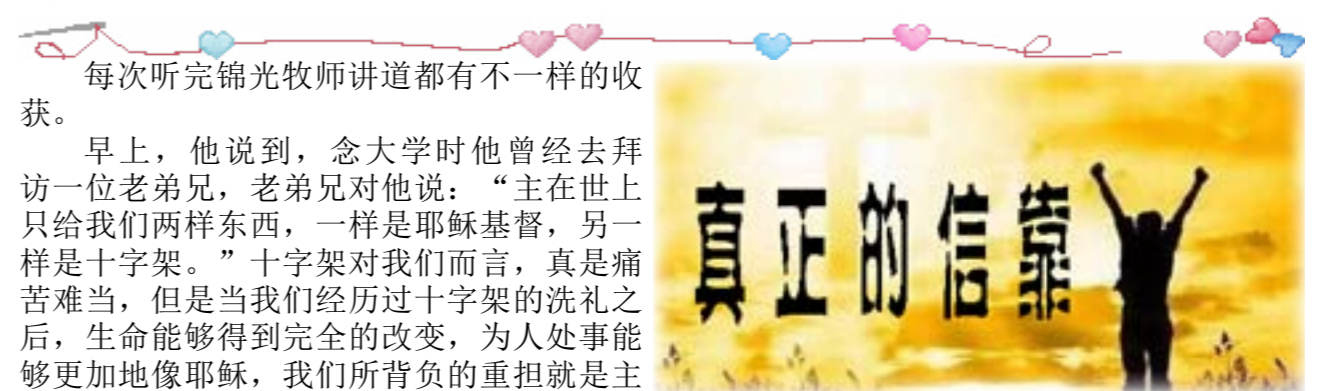 每次听完锦光牧师讲道都有不一样的收
获。
早上，他说到，念大学时他曾经去拜
访一位老弟兄，老弟兄对他说：“主在世上
只给我们两样东西，一样是耶稣基督，另一
样是十字架。”十字架对我们而言，真是痛
苦难当，但是当我们经历过十字架的洗礼之
后，生命能够得到完全的改变，为人处事能
够更加地像耶稣，我们所背负的重担就是主
真正的信靠